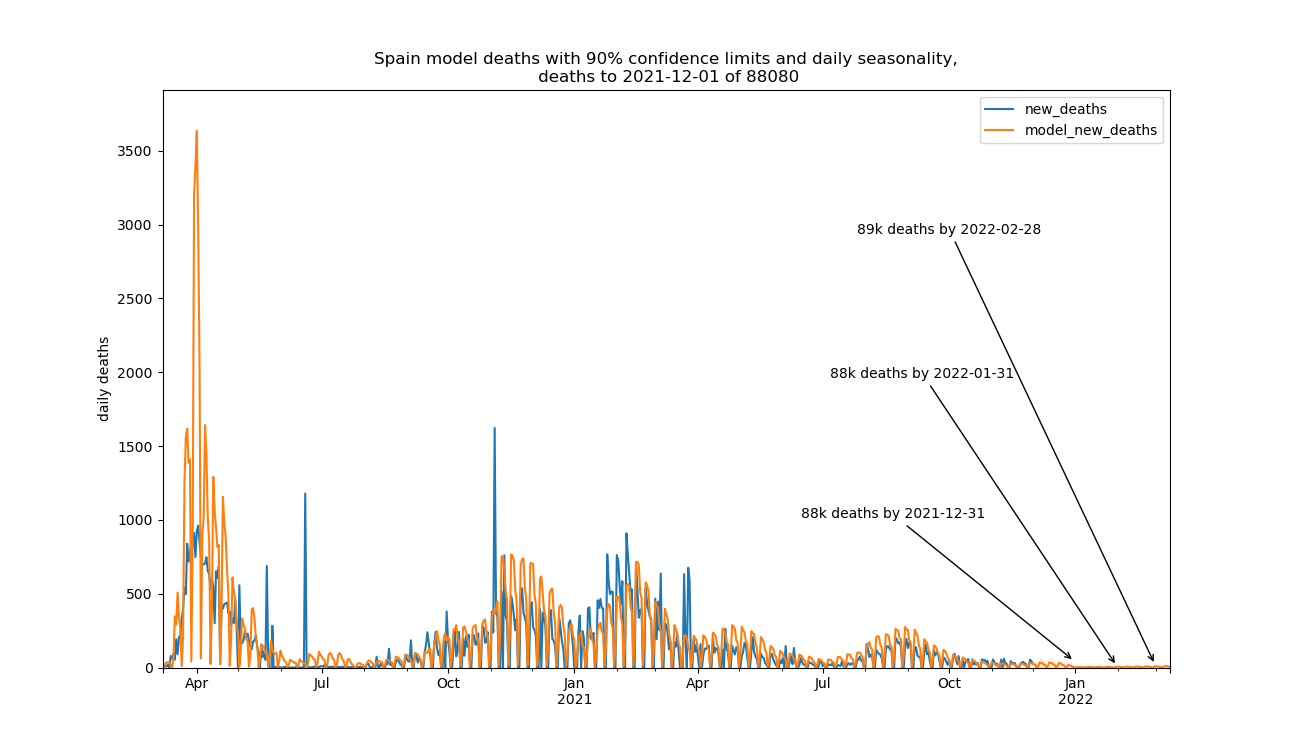 Spain model deaths with 90% confidence limits and daily seasonality,
deaths to 2021-12-01 of 88080
new_deaths
model_new_deaths
daily deaths
3500
3000
2500
2000
1500
1000
500
0
89k deaths by 2022-02-28
88k deaths by 2022-01-31
88k deaths by 2021-12-31
Apr Jul Oct Jan Apr Jul Oct Jan
2021 2022